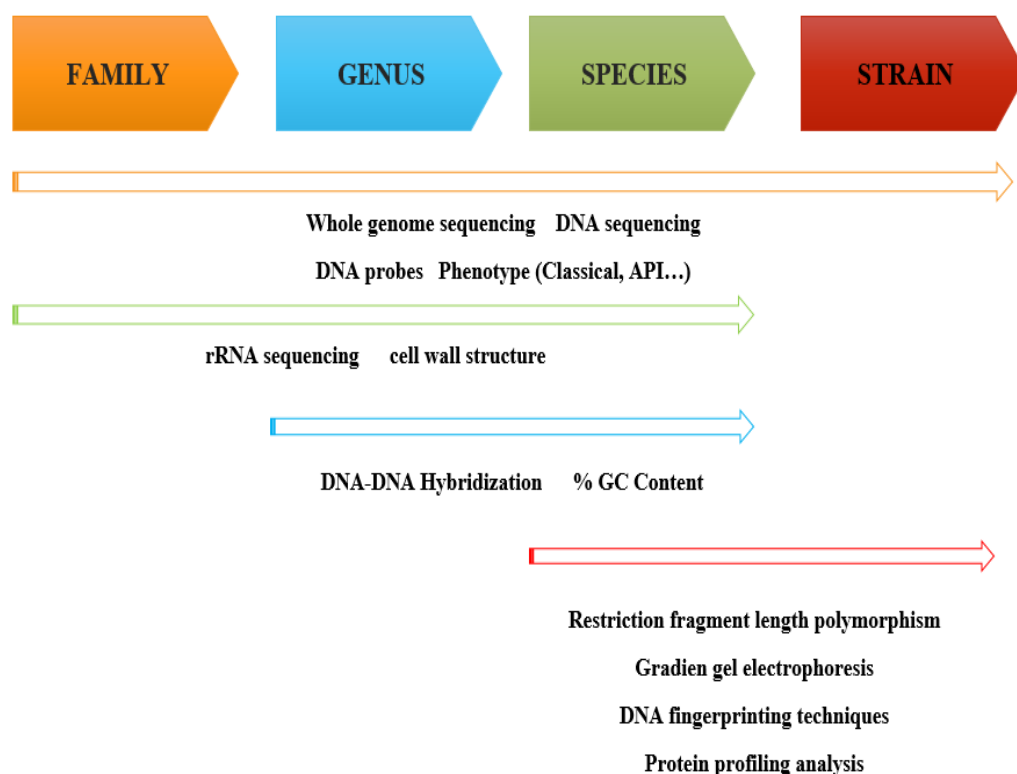 FAMILY GENUS SPECIES STRAIN
Whole genome sequencing DNA sequencing
DNA probes Phenotype (Classical, API…)
rRNA sequencing cell wall structure
DNA-DNA Hybridization % GC Content
Restriction fragment length polymorphism
Gradien gel electrophoresis
DNA fingerprinting techniques
Protein profiling analysis